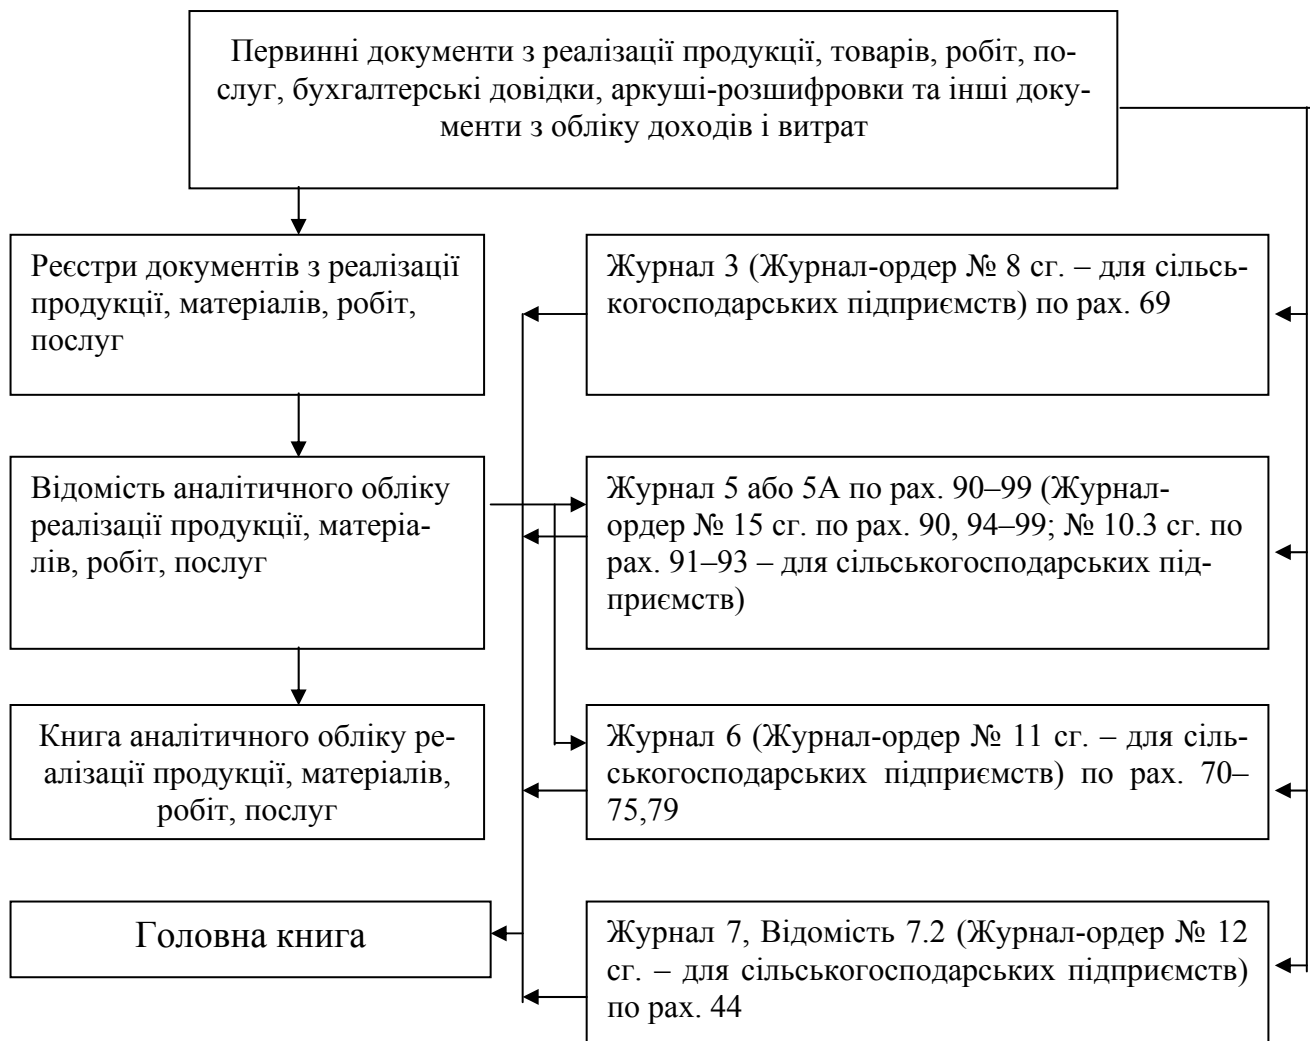 Первинні документи з реалізації продукції, товарів, робіт, по-
слуг, бухгалтерські довідки, аркуші-розшифровки та інші доку-
менти з обліку доходів і витрат
Реєстри документів з реалізації
продукції, матеріалів, робіт,
послуг
Журнал 3 (Журнал-ордер № 8 сг. – для сільсь-
когосподарських підприємств) по рах. 69
Відомість аналітичного обліку
реалізації продукції, матеріа-
лів, робіт, послуг
Журнал 5 або 5А по рах. 90–99 (Журнал-
ордер № 15 сг. по рах. 90, 94–99; № 10.3 сг. по
рах. 91–93 – для сільськогосподарських під-
приємств)
Книга аналітичного обліку ре-
алізації продукції, матеріалів,
робіт, послуг
Журнал 6 (Журнал-ордер № 11 сг. – для сіль-
ськогосподарських підприємств) по рах. 70–
75,79
Головна книга
Журнал 7, Відомість 7.2 (Журнал-ордер № 12
сг. – для сільськогосподарських підприємств)
по рах. 44